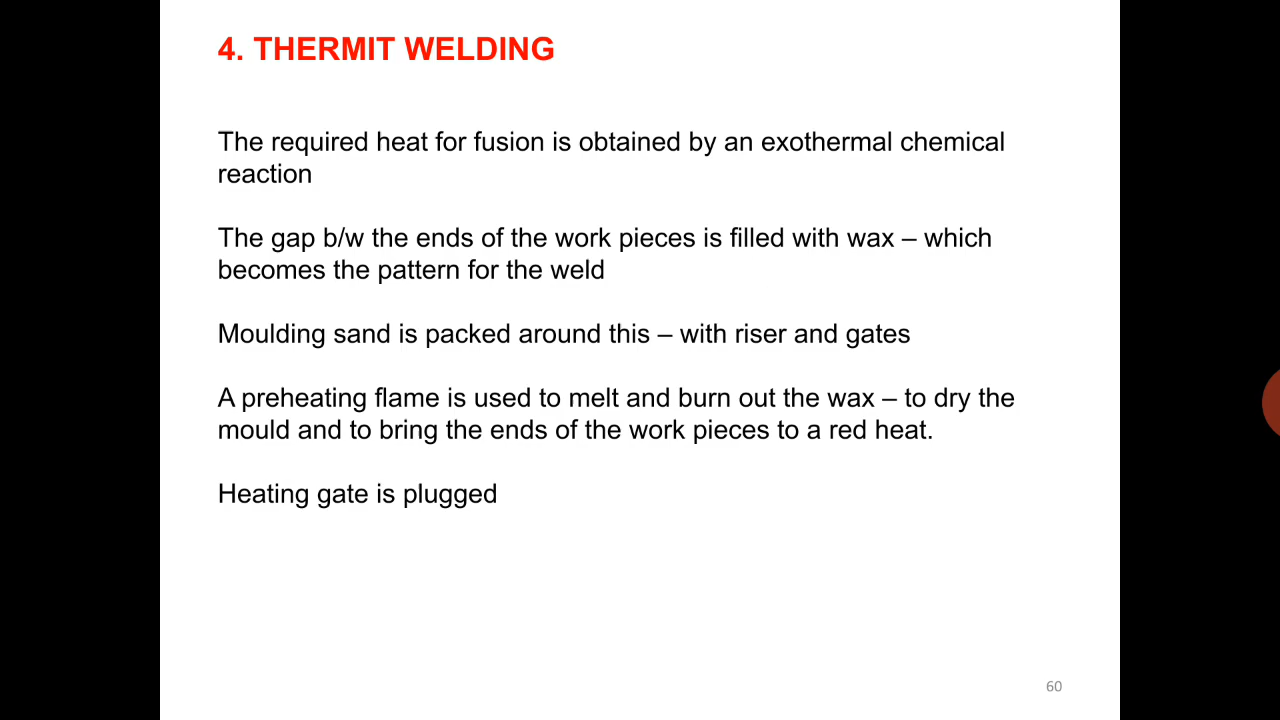 4. THERMIT WELDING
The required heat for fusion is obtained by an exothermal chemical
reaction
The gap b/w the ends of the work pieces is filled with wax – which
becomes the pattern for the weld
Moulding sand is packed around this – with riser and gates
A preheating flame is used to melt and burn out the wax – to dry the
mould and to bring the ends of the work pieces to a red heat.
Heating gate is plugged
60